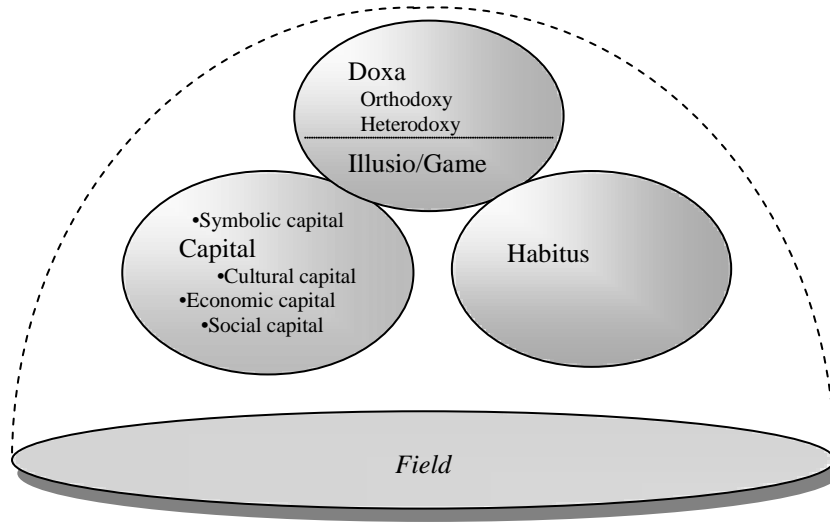 Doxa
Orthodoxy
Heterodoxy
Illusio/Game
•Symbolic capital
Capital
•Cultural capital
•Economic capital
•Social capital
Habitus
Field